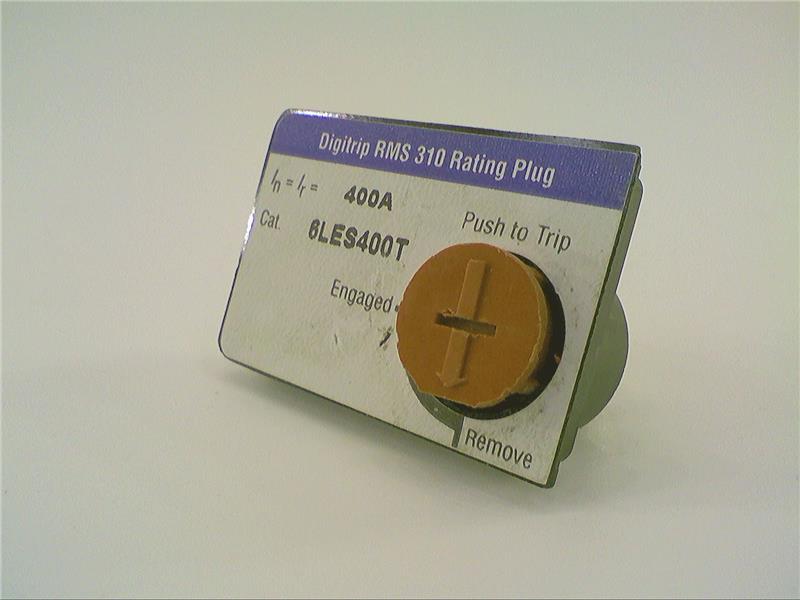 Digitrip RMS 310 Rating Plug
In = Ir = 400A
Cat. 6LES400T
Push to Trip
Engaged
Remove